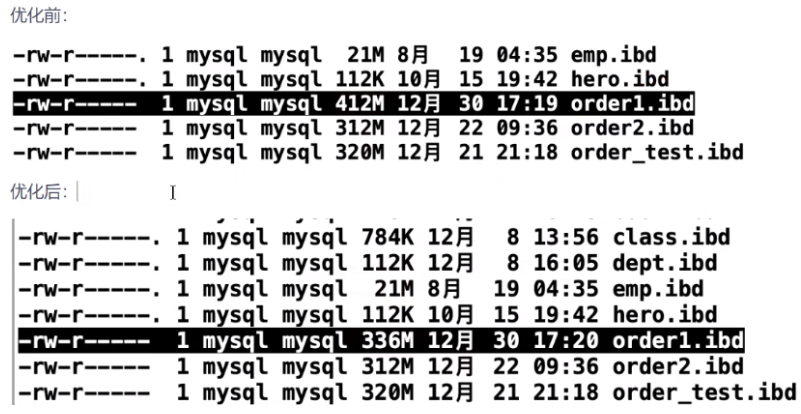 优化前：
-rw-r-----. 1 mysql mysql  21M 8月  19 04:35 emp.ibd
-rw-r-----. 1 mysql mysql 112K 10月 15 19:42 hero.ibd
-rw-r-----  1 mysql mysql 412M 12月 30 17:19 order1.ibd
-rw-r-----  1 mysql mysql 312M 12月 22 09:36 order2.ibd
-rw-r-----  1 mysql mysql 320M 12月 21 21:18 order_test.ibd
优化后：
-rw-r-----. 1 mysql mysql 784K 12月  8 13:56 class.ibd
-rw-r-----. 1 mysql mysql 112K 12月  8 16:05 dept.ibd
-rw-r-----. 1 mysql mysql  21M 8月  19 04:35 emp.ibd
-rw-r-----. 1 mysql mysql 112K 10月 15 19:42 hero.ibd
-rw-r-----  1 mysql mysql 336M 12月 30 17:20 order1.ibd
-rw-r-----  1 mysql mysql 312M 12月 22 09:36 order2.ibd
-rw-r-----  1 mysql mysql 320M 12月 21 21:18 order_test.ibd